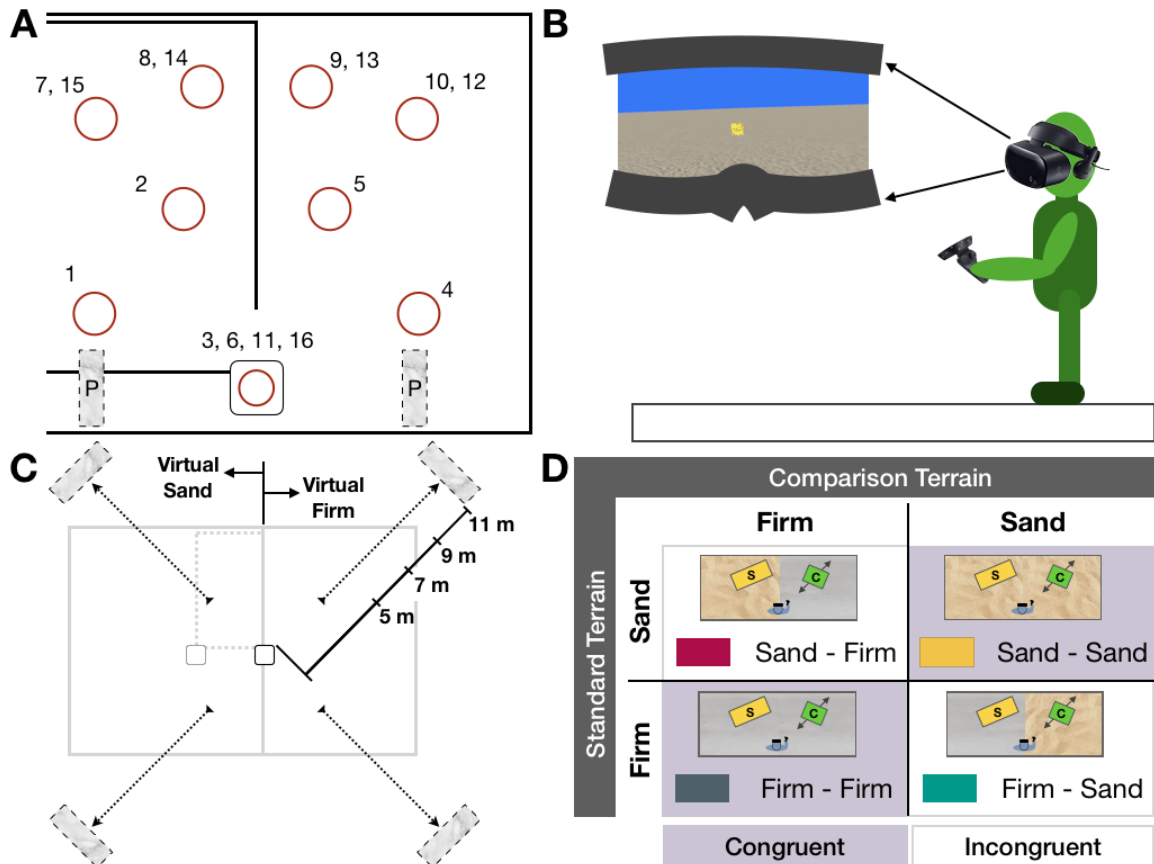 A
8, 14
9, 13
7, 15
10, 12
2
5
1
4
3, 6, 11, 16
P
P
B
C
Virtual
Sand
Virtual
Firm
11 m
9 m
7 m
5 m
D
Comparison Terrain
Firm
Sand
Standard Terrain
Sand
S
C
Sand - Firm
S
C
Sand - Sand
Firm
S
C
Firm - Firm
S
C
Firm - Sand
Congruent
Incongruent